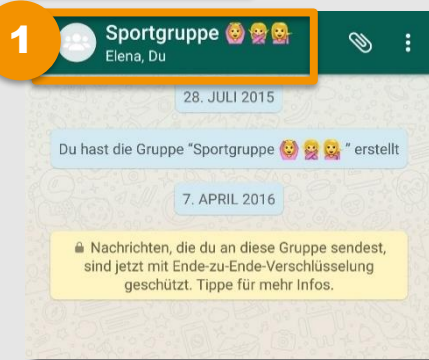 1
Sportgruppe 🙆🙅💁
Elena, Du
28. JULI 2015
Du hast die Gruppe "Sportgruppe 🙆🙅💁" erstellt
7. APRIL 2016
Nachrichten, die du an diese Gruppe sendest,
sind jetzt mit Ende-zu-Ende-Verschlüsselung
geschützt. Tippe für mehr Infos.